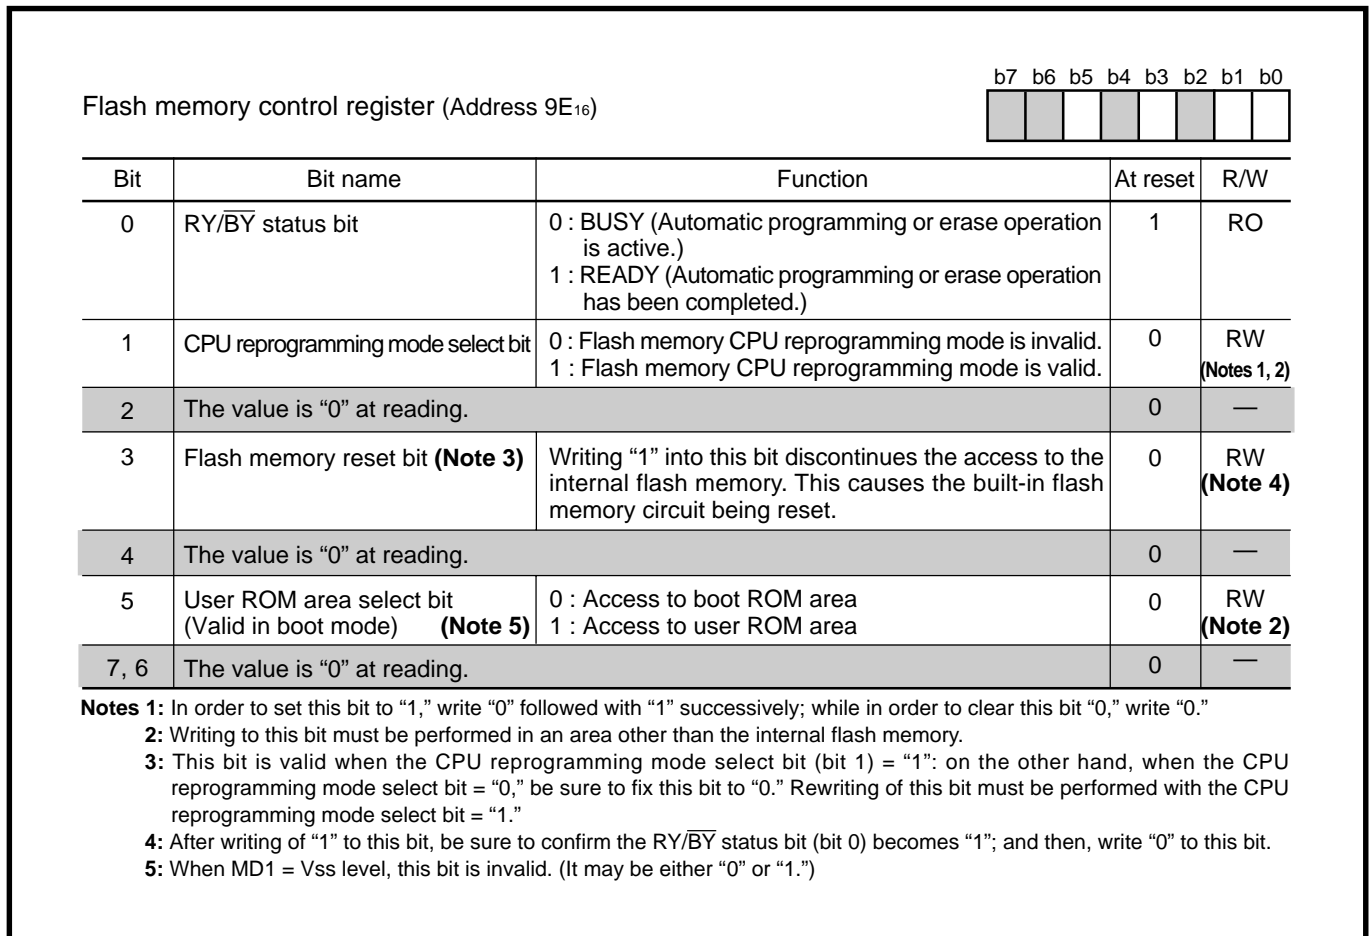 b7 b6 b5 b4 b3 b2 b1 b0
Flash memory control register (Address 9E₁₆)
Bit Bit name Function At reset R/W
0 RY/B̅Y̅ status bit 0 : BUSY (Automatic programming or erase operation 1 RO
is active.)
1 : READY (Automatic programming or erase operation
has been completed.)
1 CPU reprogramming mode select bit 0 : Flash memory CPU reprogramming mode is invalid. 0 RW
1 : Flash memory CPU reprogramming mode is valid. (Notes 1, 2)
2 The value is “0” at reading. 0 —
3 Flash memory reset bit (Note 3) Writing “1” into this bit discontinues the access to the 0 RW
internal flash memory. This causes the built-in flash (Note 4)
memory circuit being reset.
4 The value is “0” at reading. 0 —
5 User ROM area select bit 0 : Access to boot ROM area 0 RW
(Valid in boot mode) (Note 5) 1 : Access to user ROM area (Note 2)
7, 6 The value is “0” at reading. 0 —
Notes 1: In order to set this bit to “1,” write “0” followed with “1” successively; while in order to clear this bit “0,” write “0.”
2: Writing to this bit must be performed in an area other than the internal flash memory.
3: This bit is valid when the CPU reprogramming mode select bit (bit 1) = “1”: on the other hand, when the CPU
reprogramming mode select bit = “0,” be sure to fix this bit to “0.” Rewriting of this bit must be performed with the CPU
reprogramming mode select bit = “1.”
4: After writing of “1” to this bit, be sure to confirm the RY/B̅Y̅ status bit (bit 0) becomes “1”; and then, write “0” to this bit.
5: When MD1 = Vss level, this bit is invalid. (It may be either “0” or “1.”)